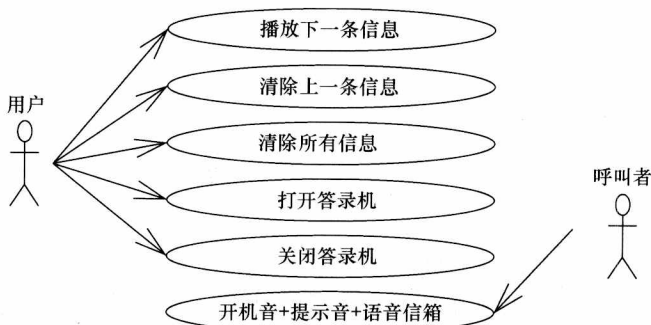 播放下一条信息
清除上一条信息
用户
清除所有信息
打开答录机
呼叫者
关闭答录机
开机音+提示音+语音信箱